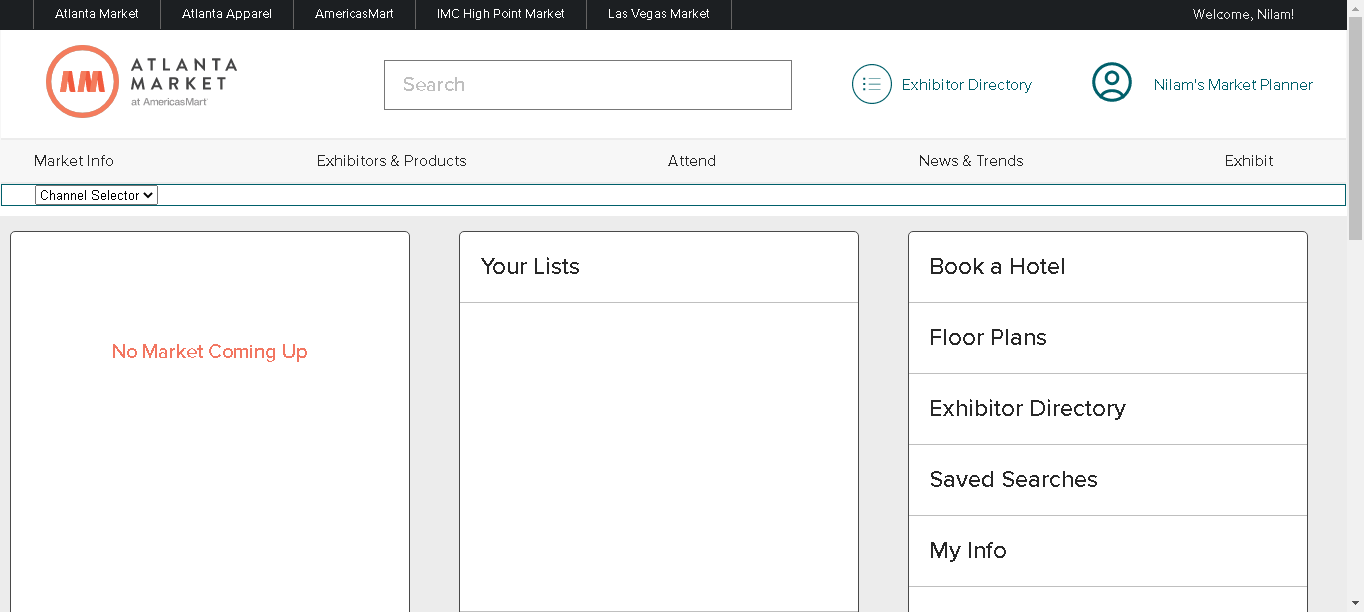 Atlanta Market Atlanta Apparel AmericasMart IMC High Point Market Las Vegas Market Welcome, Nilam!
AM ATLANTA
MARKET
at AmericasMart®
Search
Exhibitor Directory
Nilam's Market Planner
Market Info Exhibitors & Products Attend News & Trends Exhibit
Channel Selector
No Market Coming Up
Your Lists
Book a Hotel
Floor Plans
Exhibitor Directory
Saved Searches
My Info